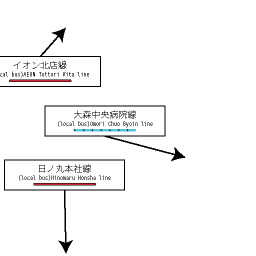 イオン北店線
cal bus)AEON Tottori Kita line
大森中央病院線
(local bus)Omori Chuo Byoin line
日ノ丸本社線
(local bus)Hinomaru Honsha line